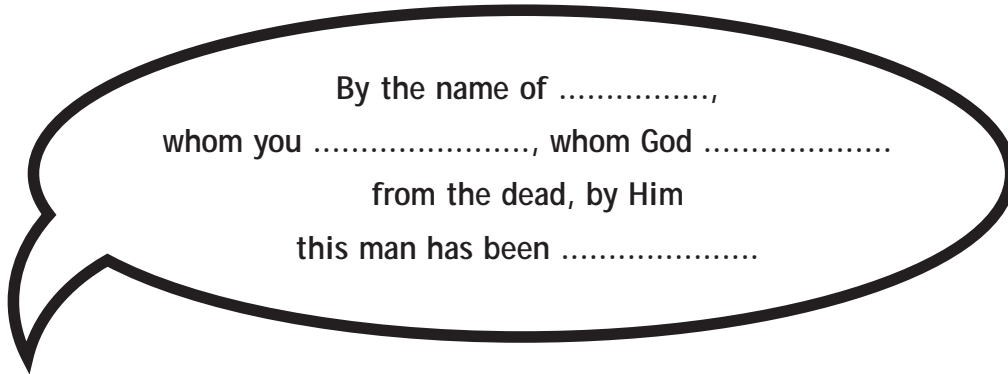 By the name of ................,
whom you ......................., whom God ....................
from the dead, by Him
this man has been .....................